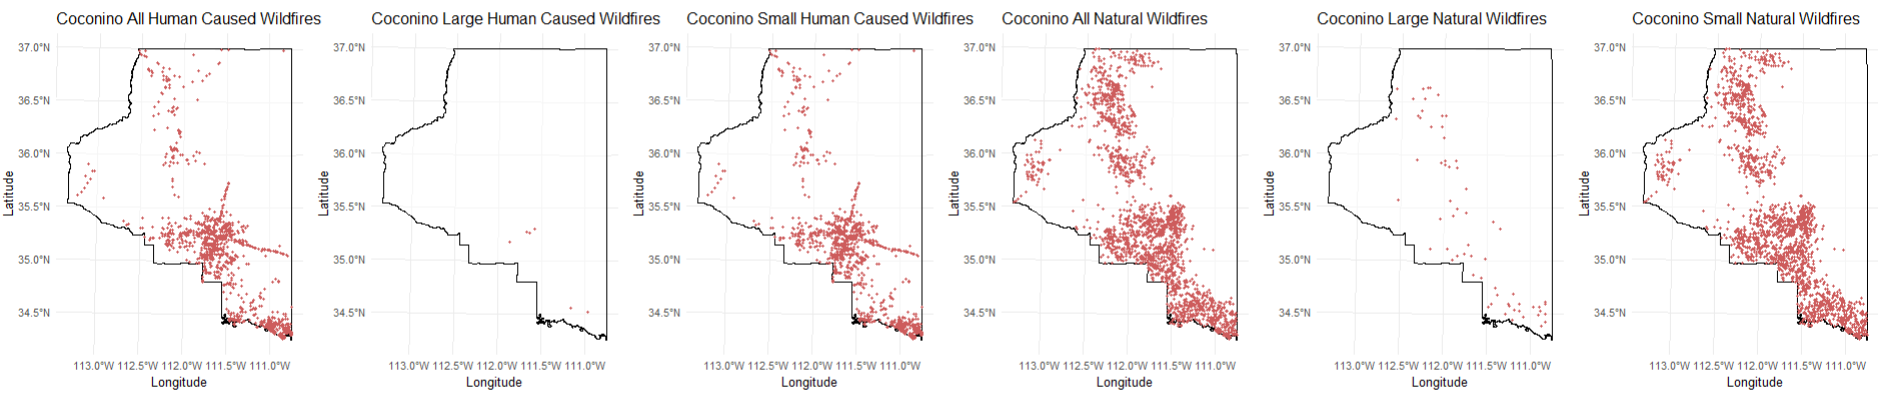 Coconino All Human Caused Wildfires
37.0°N
36.5°N
36.0°N
35.5°N
35.0°N
34.5°N
Latitude
113.0°W 112.5°W 112.0°W 111.5°W 111.0°W
Longitude
Coconino Large Human Caused Wildfires
37.0°N
36.5°N
36.0°N
35.5°N
35.0°N
34.5°N
Latitude
113.0°W 112.5°W 112.0°W 111.5°W 111.0°W
Longitude
Coconino Small Human Caused Wildfires
37.0°N
36.5°N
36.0°N
35.5°N
35.0°N
34.5°N
Latitude
113.0°W 112.5°W 112.0°W 111.5°W 111.0°W
Longitude
Coconino All Natural Wildfires
37.0°N
36.5°N
36.0°N
35.5°N
35.0°N
34.5°N
Latitude
113.0°W 112.5°W 112.0°W 111.5°W 111.0°W
Longitude
Coconino Large Natural Wildfires
37.0°N
36.5°N
36.0°N
35.5°N
35.0°N
34.5°N
Latitude
113.0°W 112.5°W 112.0°W 111.5°W 111.0°W
Longitude
Coconino Small Natural Wildfires
37.0°N
36.5°N
36.0°N
35.5°N
35.0°N
34.5°N
Latitude
113.0°W 112.5°W 112.0°W 111.5°W 111.0°W
Longitude